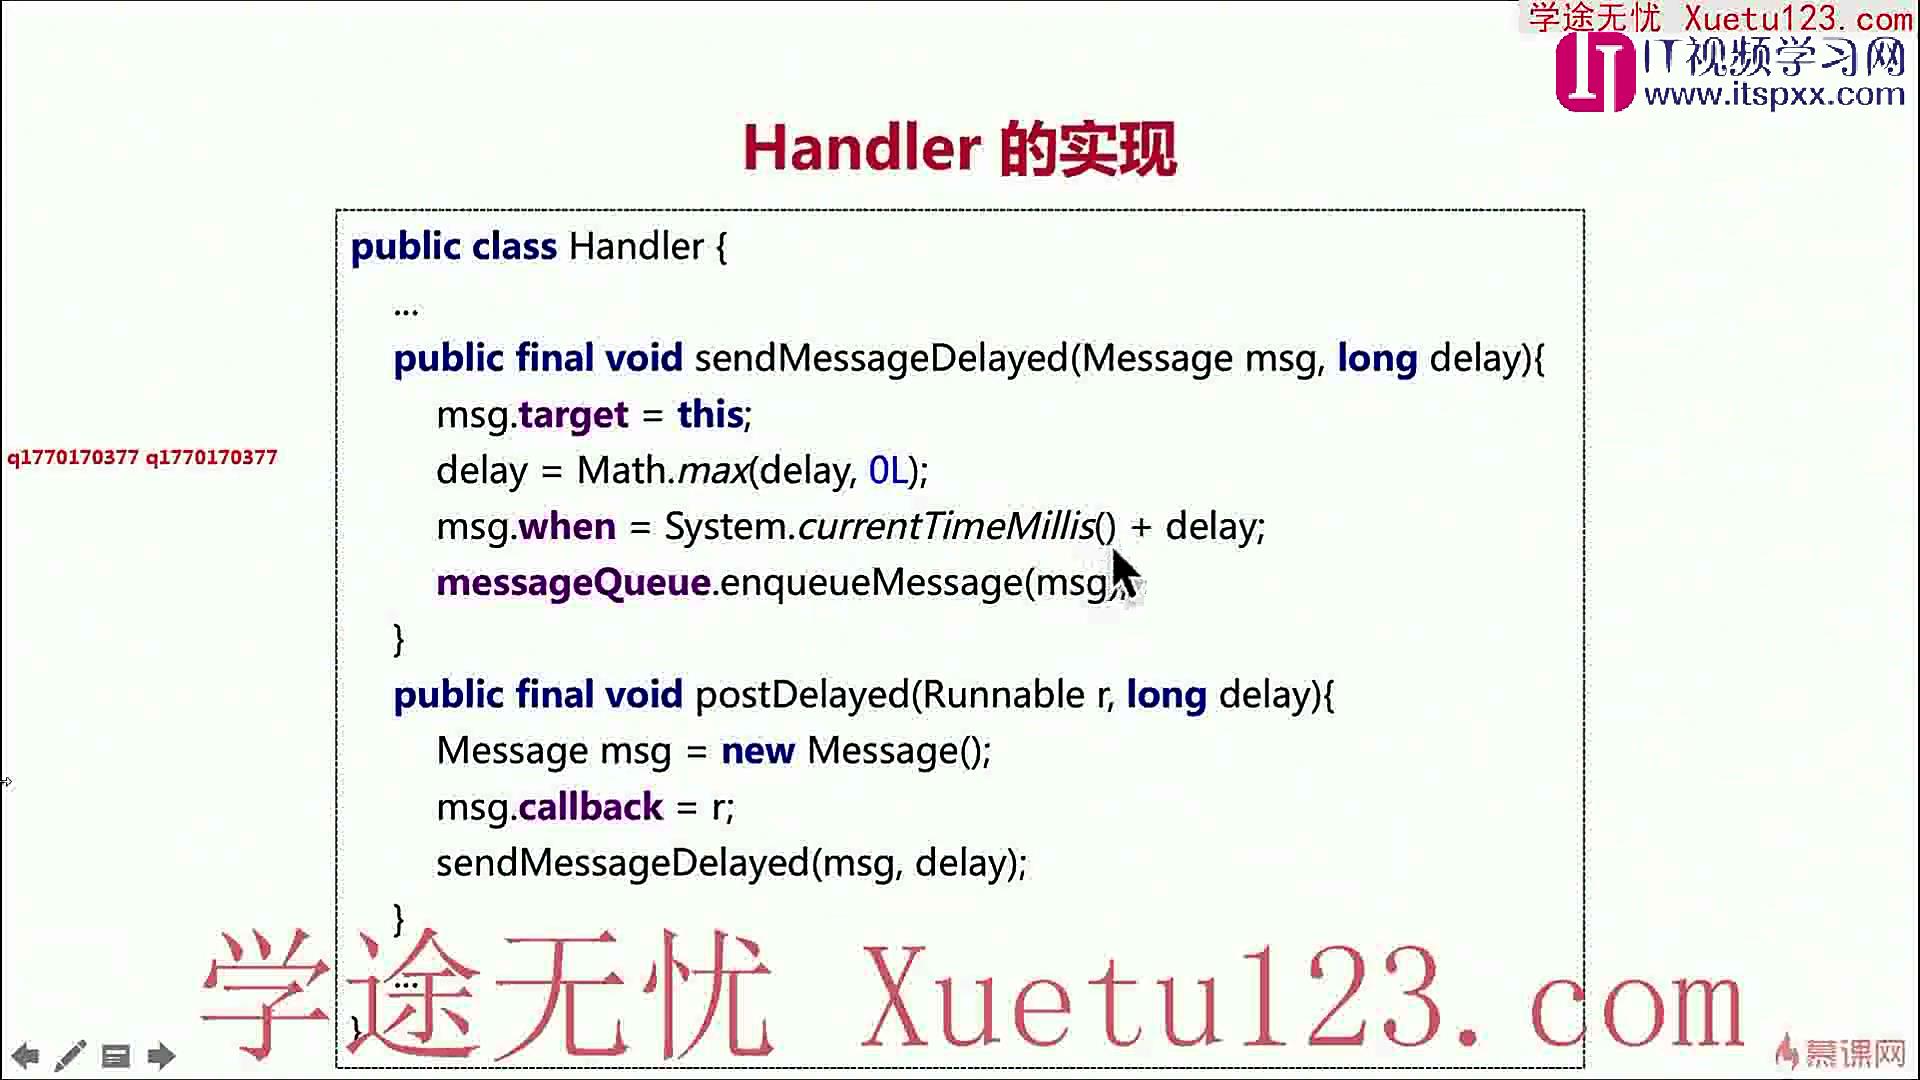 学途无忧 Xuetu123.com
IT视频学习网
www.itspxx.com
Handler 的实现
public class Handler {
...
public final void sendMessageDelayed(Message msg, long delay){
msg.target = this;
q1770170377 q1770170377
delay = Math.max(delay, 0L);
msg.when = System.currentTimeMillis() + delay;
messageQueue.enqueueMessage(msg);
}
public final void postDelayed(Runnable r, long delay){
Message msg = new Message();
msg.callback = r;
sendMessageDelayed(msg, delay);
}
...
}
学途无忧 Xuetu123.com
慕课网